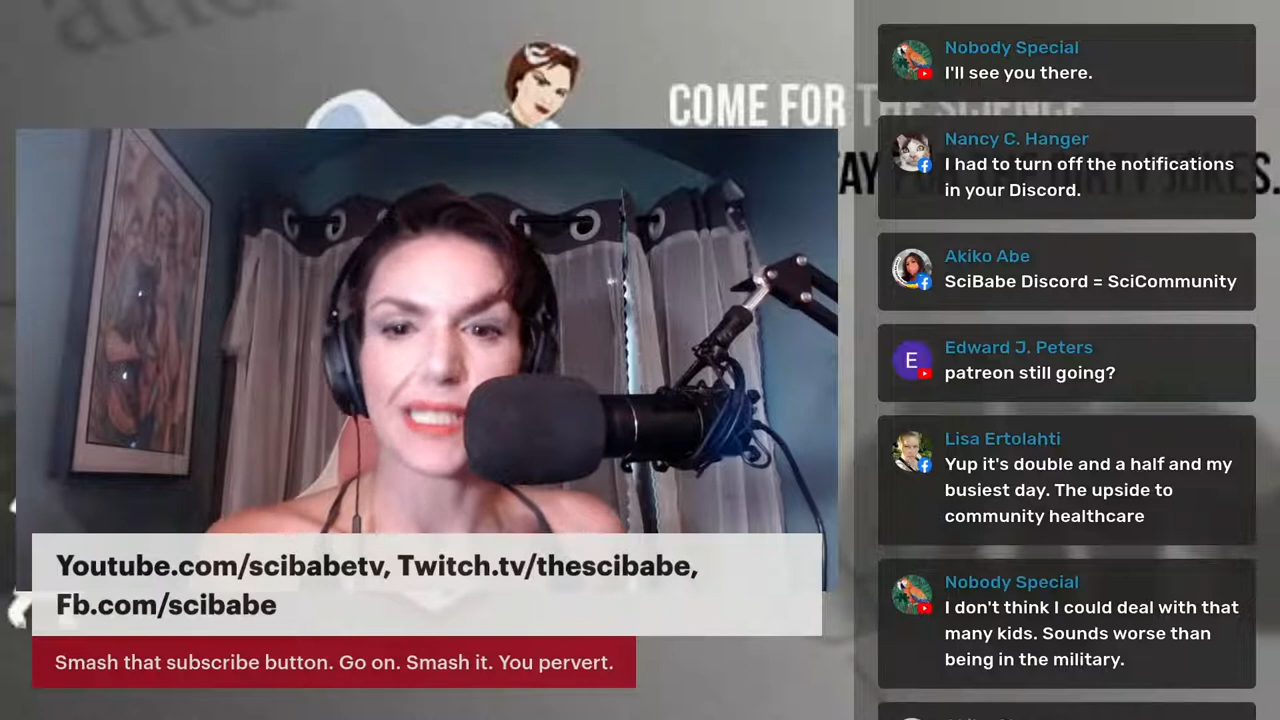 and
COME FOR THE SCIENCE
JOKES.
Youtube.com/scibabetv, Twitch.tv/thescibabe,
Fb.com/scibabe
Smash that subscribe button. Go on. Smash it. You pervert.
Nobody Special
I'll see you there.
Nancy C. Hanger
I had to turn off the notifications
in your Discord.
Akiko Abe
SciBabe Discord = SciCommunity
Edward J. Peters
E
patreon still going?
Lisa Ertolahti
Yup it's double and a half and my
busiest day. The upside to
community healthcare
Nobody Special
I don't think I could deal with that
many kids. Sounds worse than
being in the military.